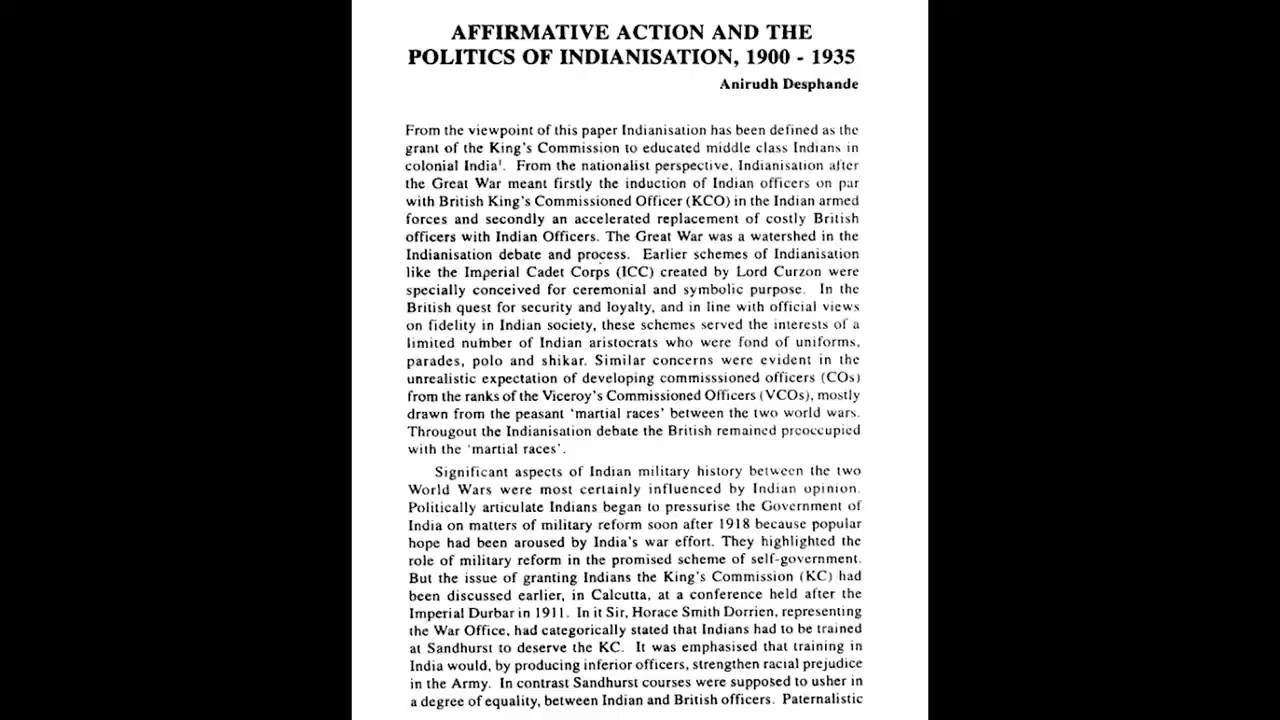 AFFIRMATIVE ACTION AND THE
POLITICS OF INDIANISATION, 1900 - 1935
Anirudh Desphande
From the viewpoint of this paper Indianisation has been defined as the
grant of the King's Commission to educated middle class Indians in
colonial India¹. From the nationalist perspective, Indianisation after
the Great War meant firstly the induction of Indian officers on par
with British King's Commissioned Officer (KCO) in the Indian armed
forces and secondly an accelerated replacement of costly British
officers with Indian Officers. The Great War was a watershed in the
Indianisation debate and process. Earlier schemes of Indianisation
like the Imperial Cadet Corps (ICC) created by Lord Curzon were
specially conceived for ceremonial and symbolic purpose. In the
British quest for security and loyalty, and in line with official views
on fidelity in Indian society, these schemes served the interests of a
limited number of Indian aristocrats who were fond of uniforms,
parades, polo and shikar. Similar concerns were evident in the
unrealistic expectation of developing commisssioned officers (COs)
from the ranks of the Viceroy's Commissioned Officers (VCOs), mostly
drawn from the peasant 'martial races' between the two world wars.
Througout the Indianisation debate the British remained preoccupied
with the 'martial races'.
Significant aspects of Indian military history between the two
World Wars were most certainly influenced by Indian opinion.
Politically articulate Indians began to pressurise the Government of
India on matters of military reform soon after 1918 because popular
hope had been aroused by India's war effort. They highlighted the
role of military reform in the promised scheme of self-government.
But the issue of granting Indians the King's Commission (KC) had
been discussed earlier, in Calcutta, at a conference held after the
Imperial Durbar in 1911. In it Sir, Horace Smith Dorrien, representing
the War Office, had categorically stated that Indians had to be trained
at Sandhurst to deserve the KC. It was emphasised that training in
India would, by producing inferior officers, strengthen racial prejudice
in the Army. In contrast Sandhurst courses were supposed to usher in
a degree of equality, between Indian and British officers. Paternalistic